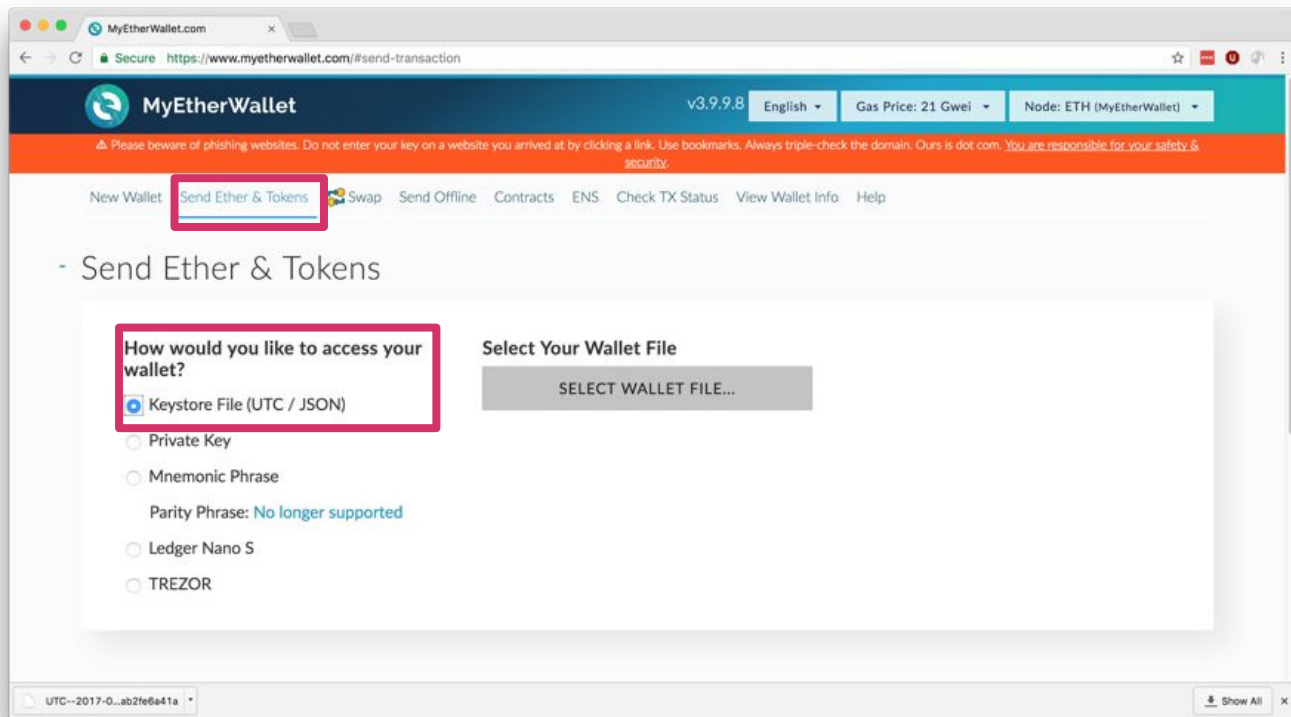 MyEtherWallet.com
Secure https://www.myetherwallet.com/#send-transaction
MyEtherWallet v3.9.9.8 English Gas Price: 21 Gwei Node: ETH (MyEtherWallet)
Please beware of phishing websites. Do not enter your key on a website you arrived at by clicking a link. Use bookmarks. Always triple-check the domain. Ours is dot com. You are responsible for your safety &
security.
New Wallet Send Ether & Tokens Swap Send Offline Contracts ENS Check TX Status View Wallet Info Help
- Send Ether & Tokens
How would you like to access your
wallet?
Keystore File (UTC / JSON)
Private Key
Mnemonic Phrase
Parity Phrase: No longer supported
Ledger Nano S
TREZOR
Select Your Wallet File
SELECT WALLET FILE...
UTC--2017-0...ab2fe6a41a Show All